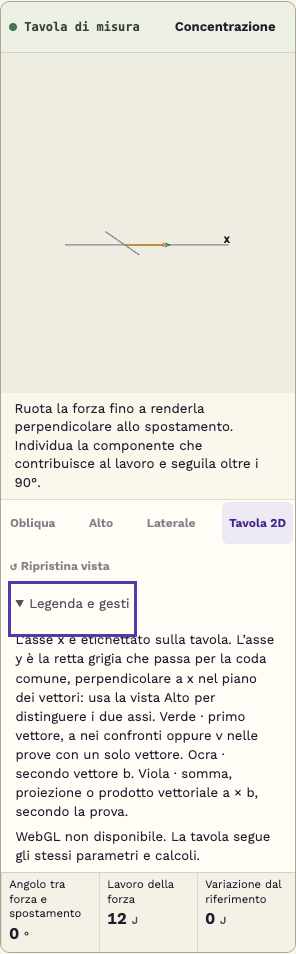 Tavola di misura
Concentrazione
x
Ruota la forza fino a renderla
perpendicolare allo spostamento.
Individua la componente che
contribuisce al lavoro e seguila oltre i
90°.
Obliqua Alto Laterale Tavola 2D
↺ Ripristina vista
▼ Legenda e gesti
L’asse x è etichettato sulla tavola. L’asse
y è la retta grigia che passa per la coda
comune, perpendicolare a x nel piano
dei vettori: usa la vista Alto per
distinguere i due assi. Verde · primo
vettore, a nei confronti oppure v nelle
prove con un solo vettore. Ocra ·
secondo vettore b. Viola · somma,
proiezione o prodotto vettoriale a × b,
secondo la prova.
WebGL non disponibile. La tavola segue
gli stessi parametri e calcoli.
Angolo tra
forza e
spostamento
0 °
Lavoro della
forza
12 J
Variazione dal
riferimento
0 J